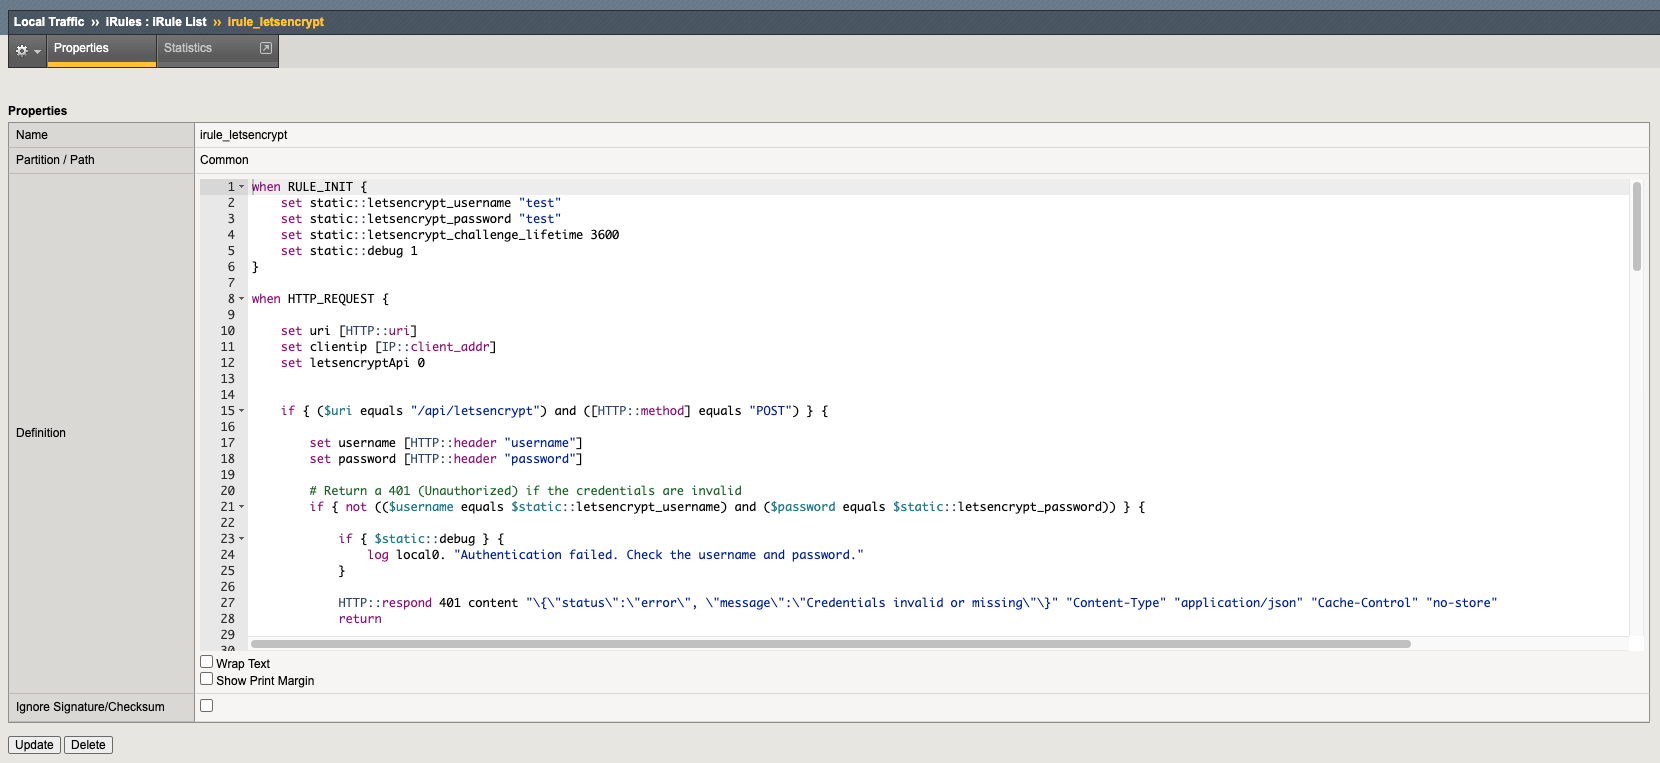 Local Traffic ›› iRules : iRule List ›› irule_letsencrypt
Properties
Statistics
Properties
Name
irule_letsencrypt
Partition / Path
Common
Definition
1 when RULE_INIT {
2     set static::letsencrypt_username "test"
3     set static::letsencrypt_password "test"
4     set static::letsencrypt_challenge_lifetime 3600
5     set static::debug 1
6 }
7
8 when HTTP_REQUEST {
9
10     set uri [HTTP::uri]
11     set clientip [IP::client_addr]
12     set letsencryptApi 0
13
14
15     if { ($uri equals "/api/letsencrypt") and ([HTTP::method] equals "POST") } {
16
17         set username [HTTP::header "username"]
18         set password [HTTP::header "password"]
19
20         # Return a 401 (Unauthorized) if the credentials are invalid
21         if { not (($username equals $static::letsencrypt_username) and ($password equals $static::letsencrypt_password)) } {
22
23             if { $static::debug } {
24                 log local0. "Authentication failed. Check the username and password."
25             }
26
27             HTTP::respond 401 content "\{\"status\":\"error\", \"message\":\"Credentials invalid or missing\"\}" "Content-Type" "application/json" "Cache-Control" "no-store"
28             return
29
30
Wrap Text
Show Print Margin
Ignore Signature/Checksum
Update
Delete